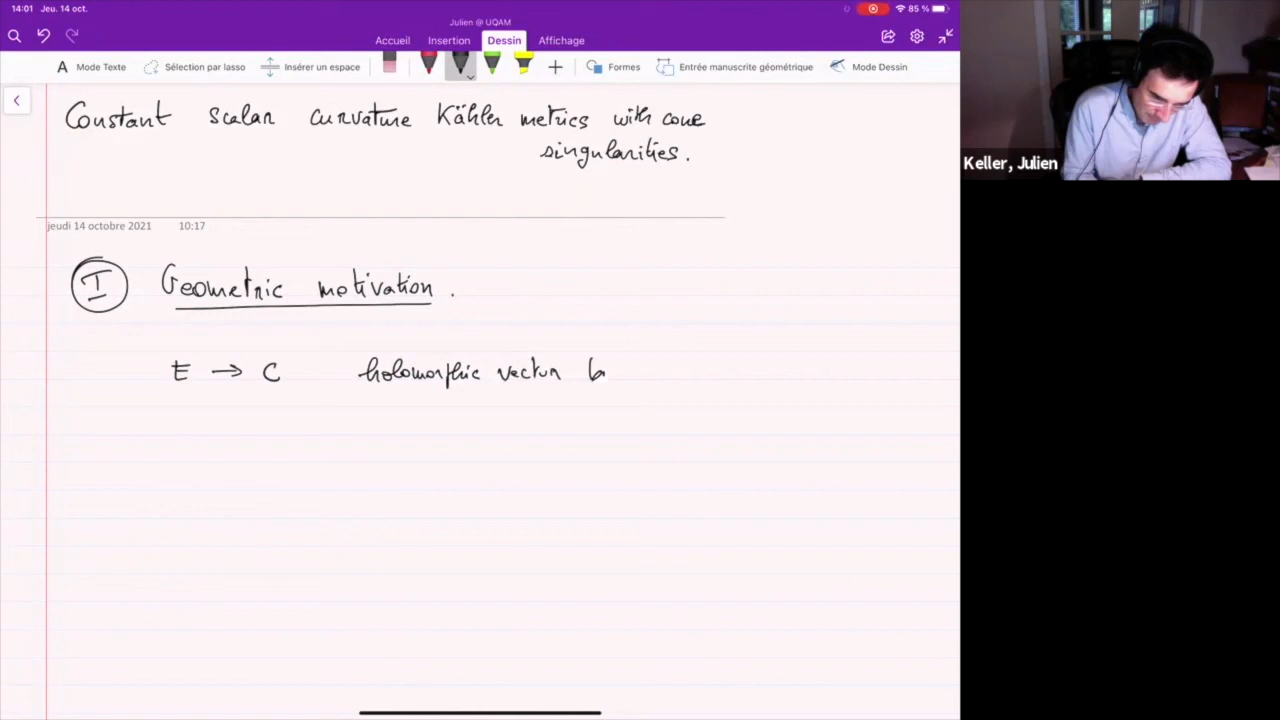 14:01 Jeu. 14 oct.
85 %
Julien @ UQAM
Accueil Insertion Dessin Affichage
A Mode Texte Sélection par lasso Insérer un espace Formes Entrée manuscrite géométrique Mode Dessin
Constant scalar curvature Kähler metrics with cone
singularities.
jeudi 14 octobre 2021 10:17
I Geometric motivation.
E → C holomorphic vector b
Keller, Julien